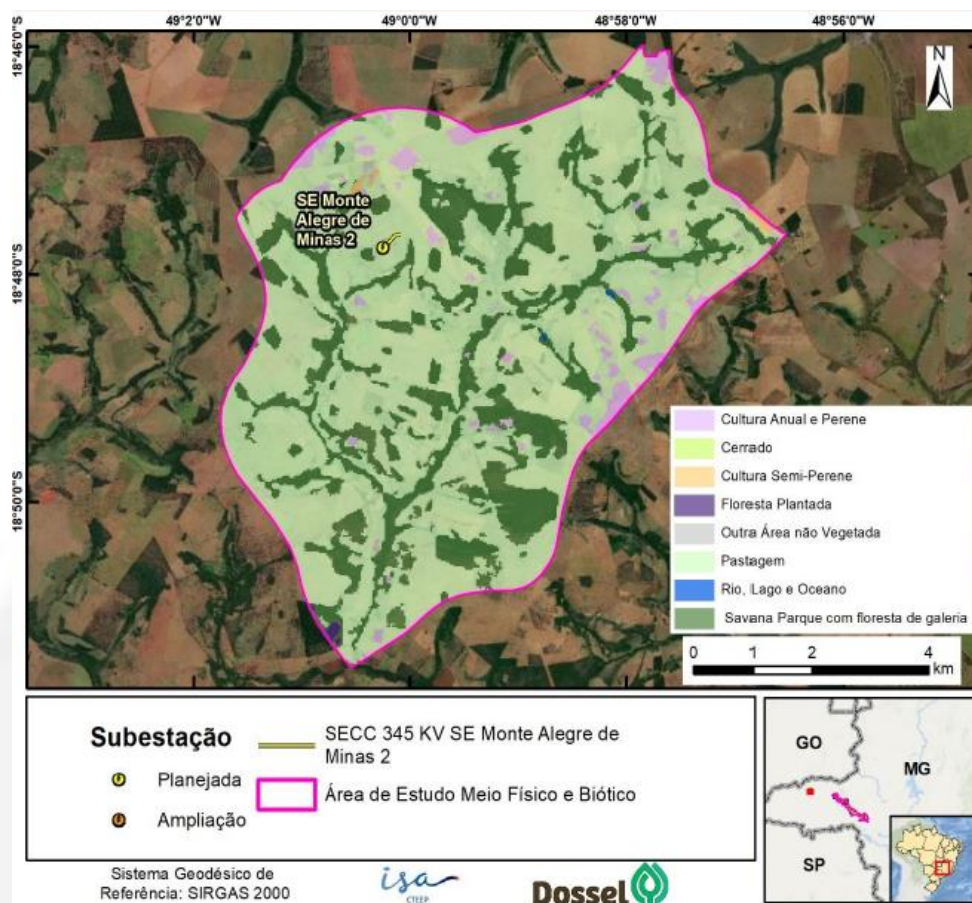 49°2'0"W
49°0'0"W
48°58'0"W
48°56'0"W
18°46'0"S
18°48'0"S
18°50'0"S
N
SE Monte
Alegre de
Minas 2
Cultura Anual e Perene
Cerrado
Cultura Semi-Perene
Floresta Plantada
Outra Área não Vegetada
Pastagem
Rio, Lago e Oceano
Savana Parque com floresta de galeria
0 1 2 4
km
Subestação
Planejada
Ampliação
SECC 345 KV SE Monte Alegre de
Minas 2
Área de Estudo Meio Físico e Biótico
GO
MG
SP
Sistema Geodésico de
Referência: SIRGAS 2000
isa
CTEEP
Dossel